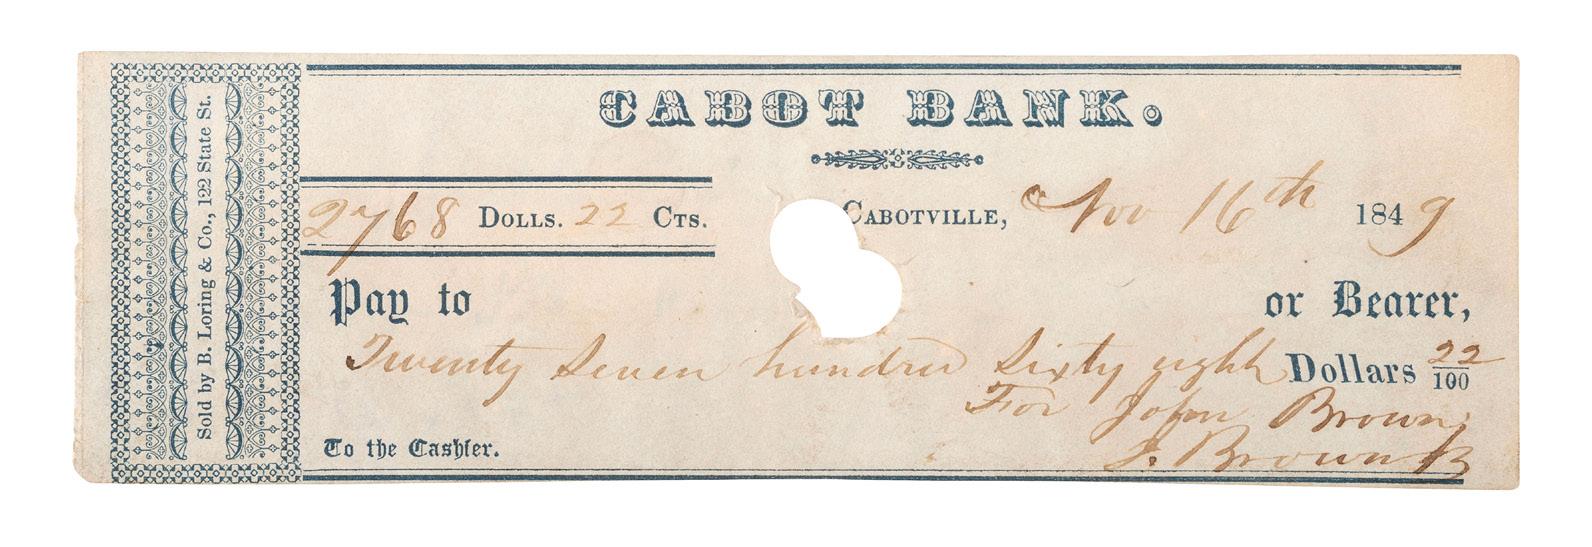 Sold by B. Loring & Co., 122 State St.
CABOT BANK.
2768 DOLLS. 22 CTS. CABOTVILLE, Nov 16th 1849
Pay to or Bearer,
Twenty Seven hundred Sixty eight Dollars 22/100
For John Brown
To the Cashier. J. Brown